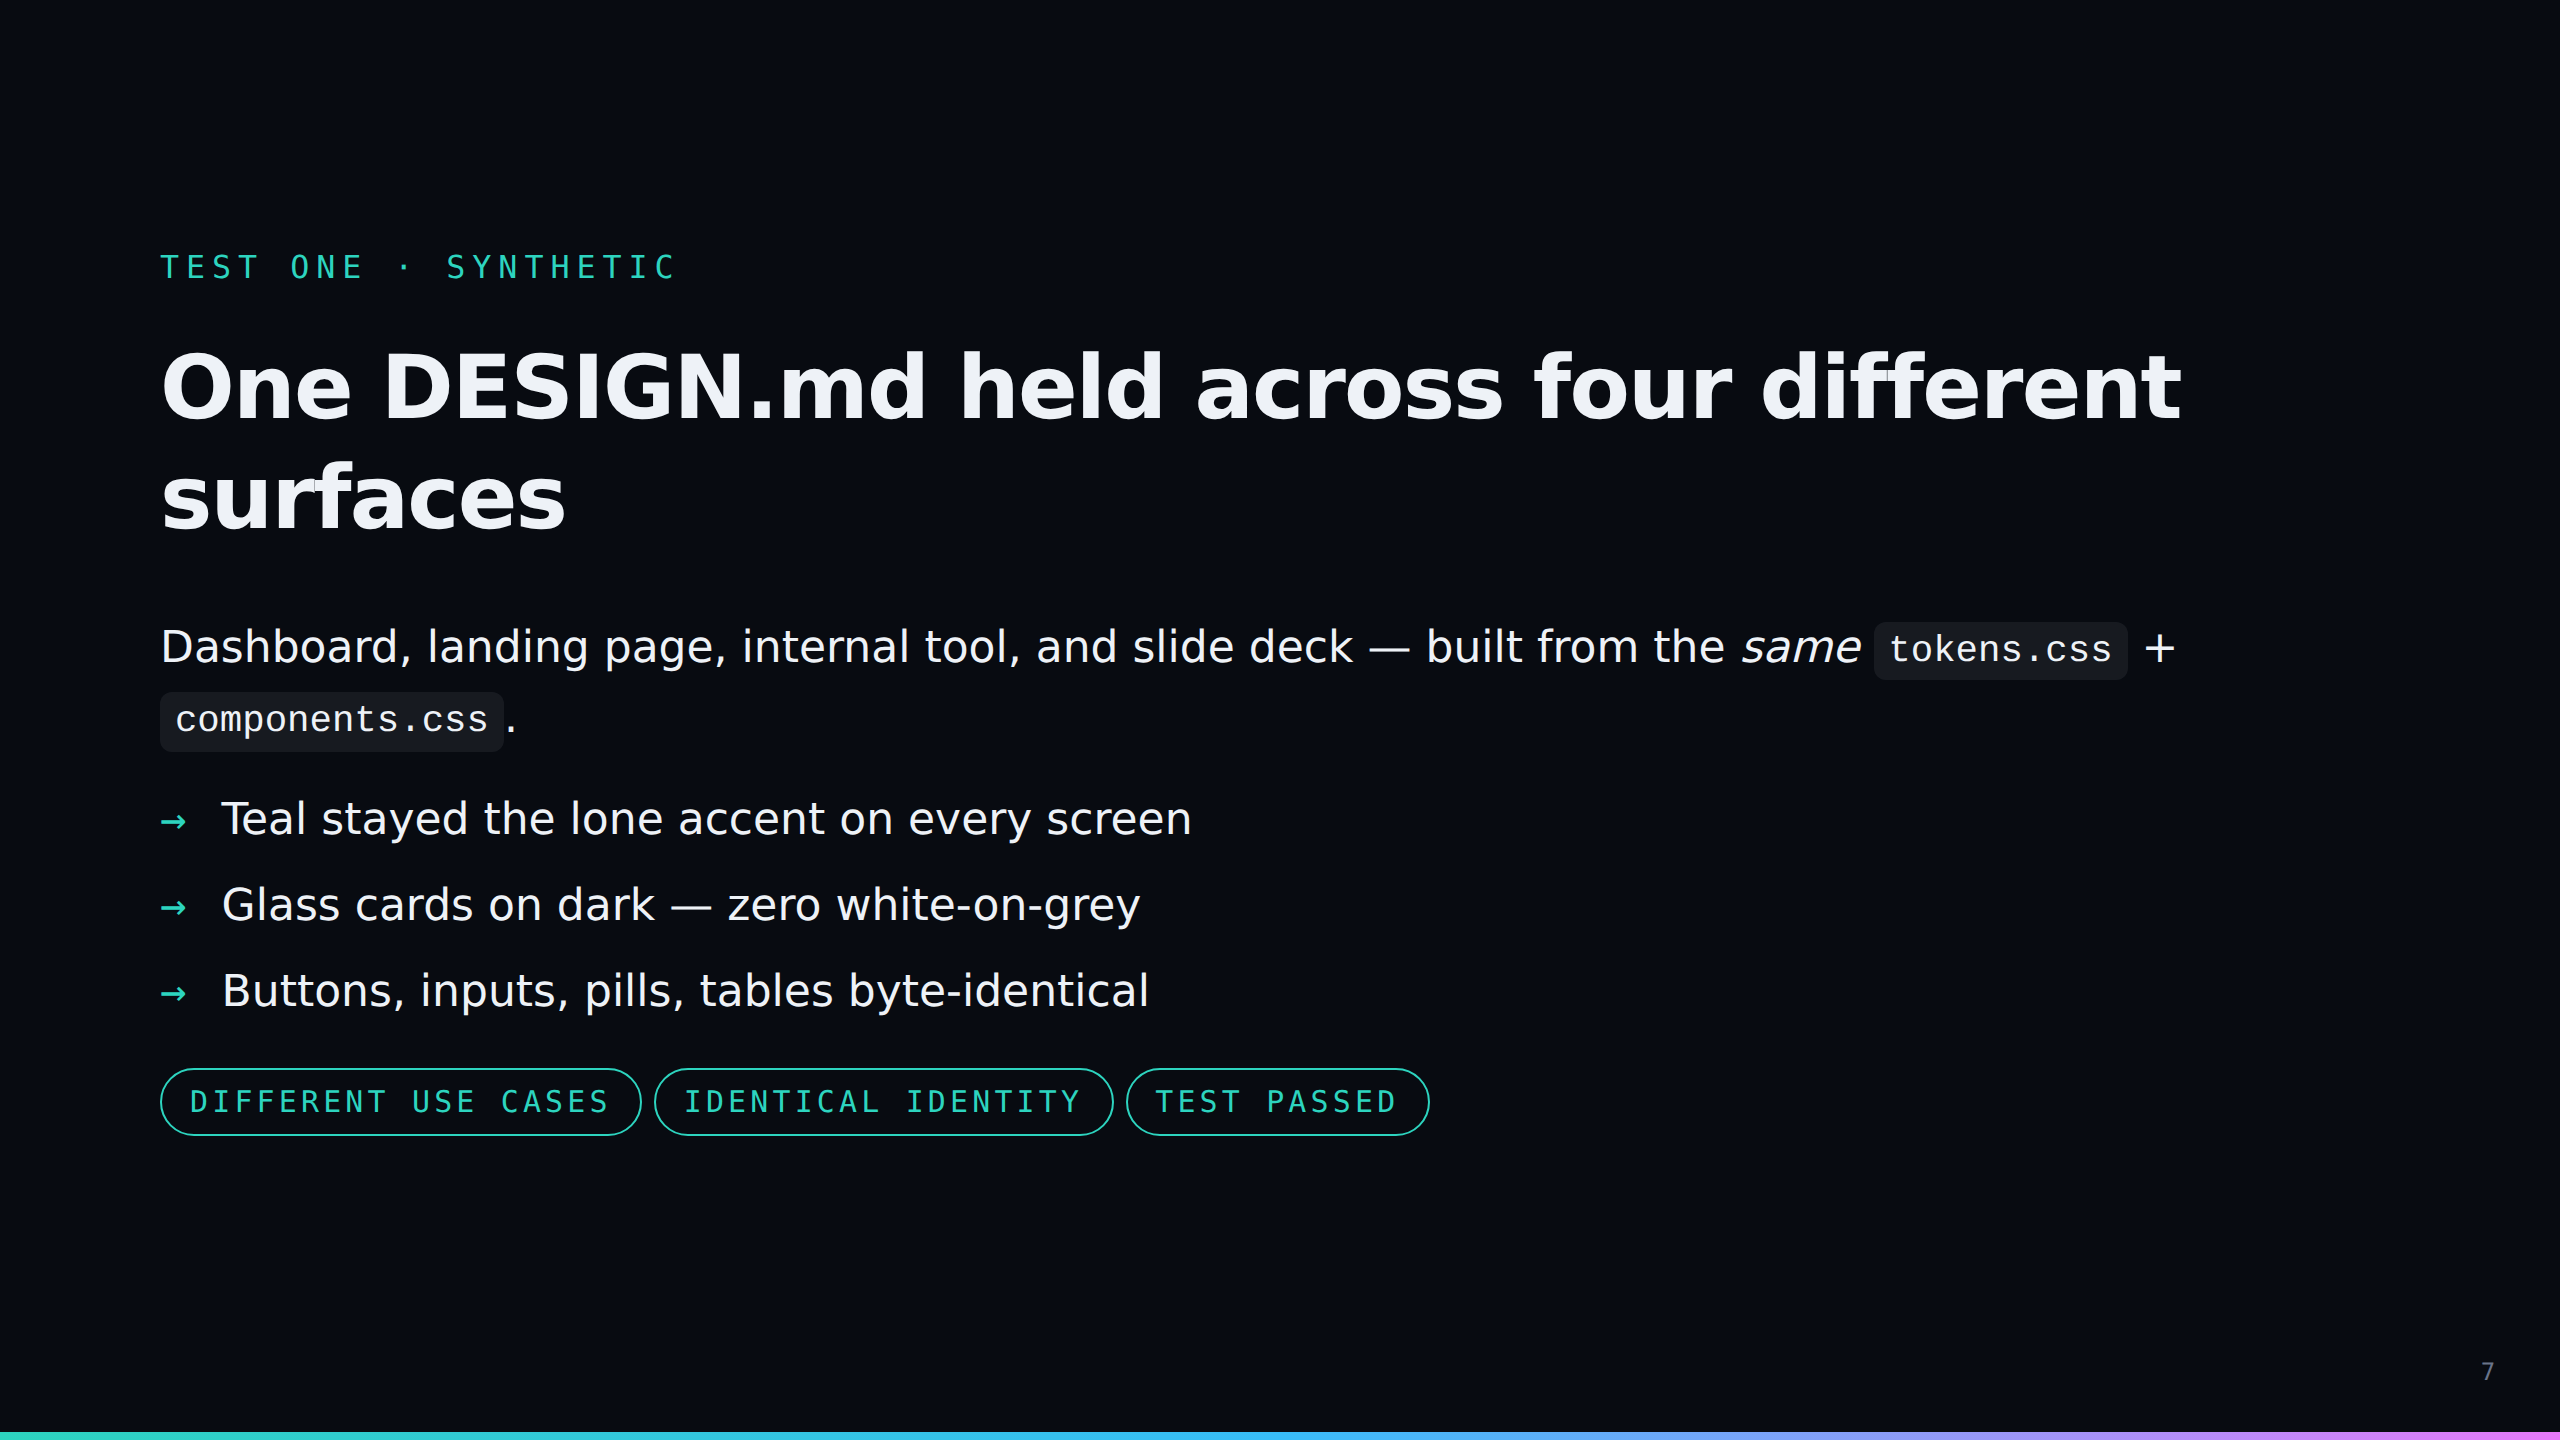 TEST ONE · SYNTHETIC
One DESIGN.md held across four different
surfaces
Dashboard, landing page, internal tool, and slide deck — built from the same tokens.css +
components.css.
→ Teal stayed the lone accent on every screen
→ Glass cards on dark — zero white-on-grey
→ Buttons, inputs, pills, tables byte-identical
DIFFERENT USE CASES IDENTICAL IDENTITY TEST PASSED
7